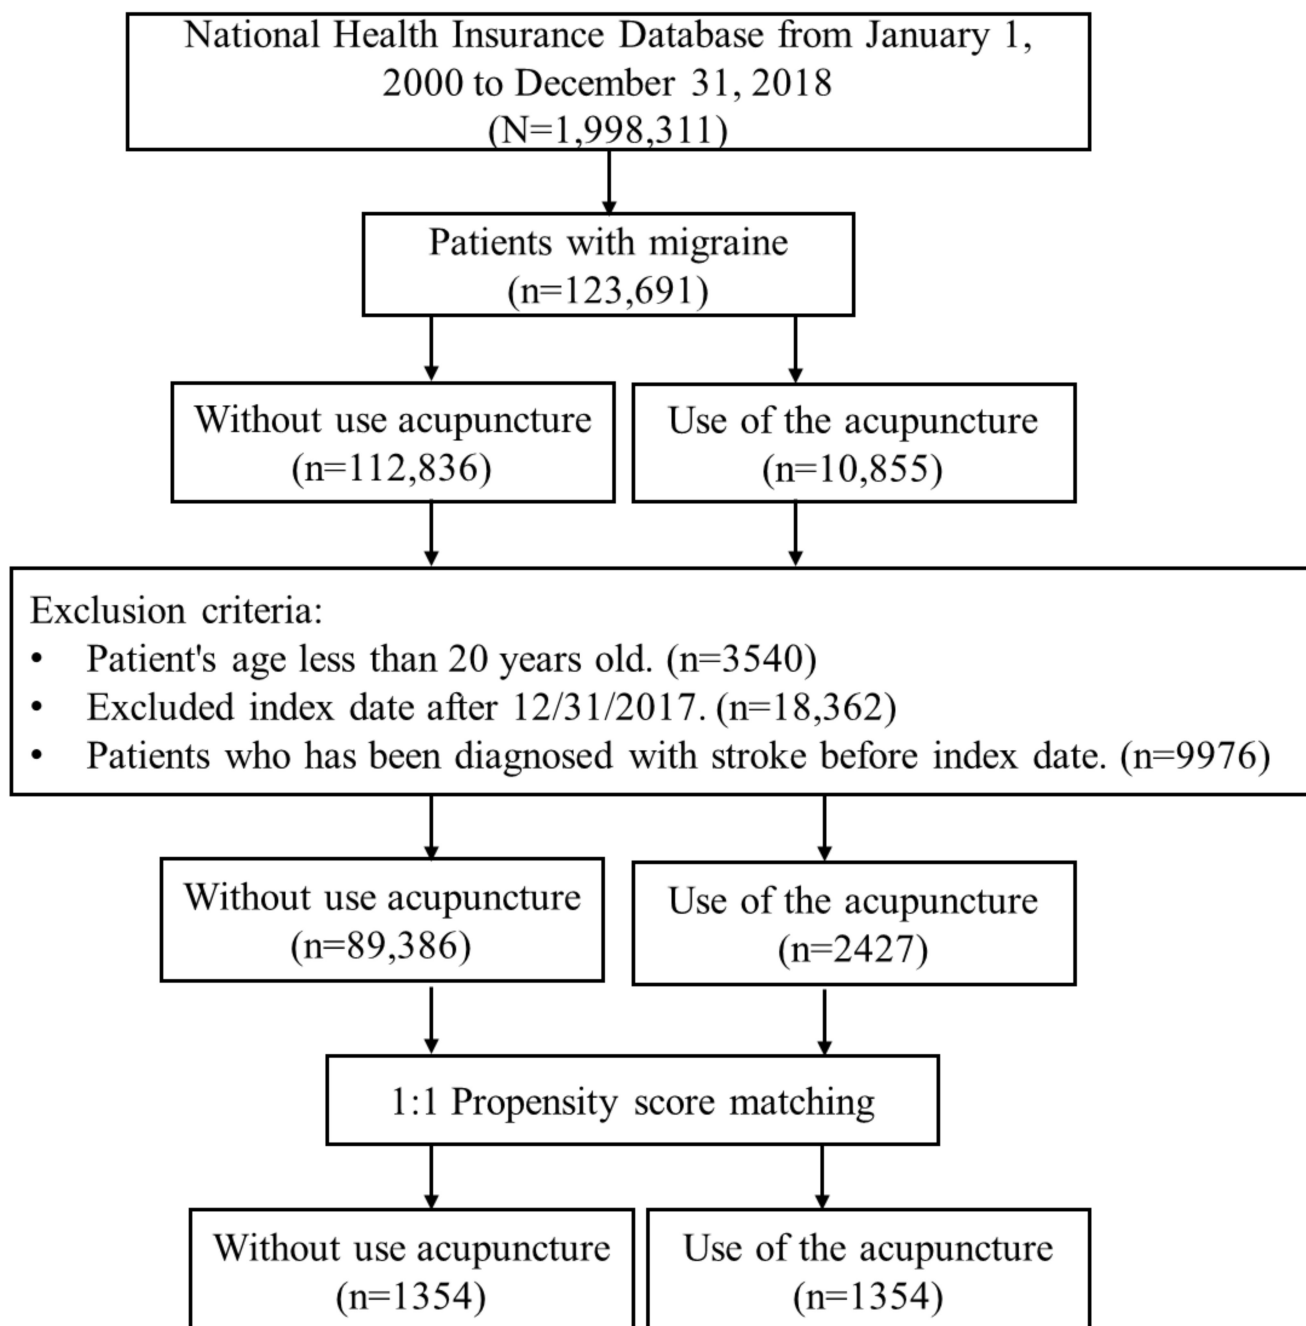 National Health Insurance Database from January 1,
2000 to December 31, 2018
(N=1,998,311)
Patients with migraine
(n=123,691)
Without use acupuncture
(n=112,836)
Use of the acupuncture
(n=10,855)
Exclusion criteria:
• Patient's age less than 20 years old. (n=3540)
• Excluded index date after 12/31/2017. (n=18,362)
• Patients who has been diagnosed with stroke before index date. (n=9976)
Without use acupuncture
(n=89,386)
Use of the acupuncture
(n=2427)
1:1 Propensity score matching
Without use acupuncture
(n=1354)
Use of the acupuncture
(n=1354)